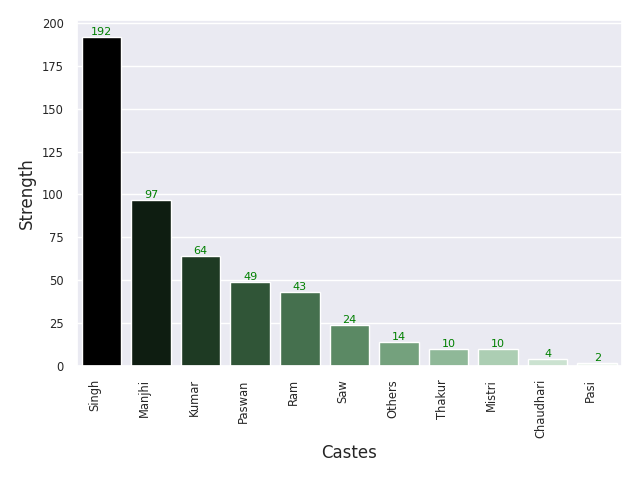 200
192
175
150
125
100
97
75
64
50
49
43
25
24
14
10
10
4
2
0
Strength
Singh
Manjhi
Kumar
Paswan
Ram
Saw
Others
Thakur
Mistri
Chaudhari
Pasi
Castes